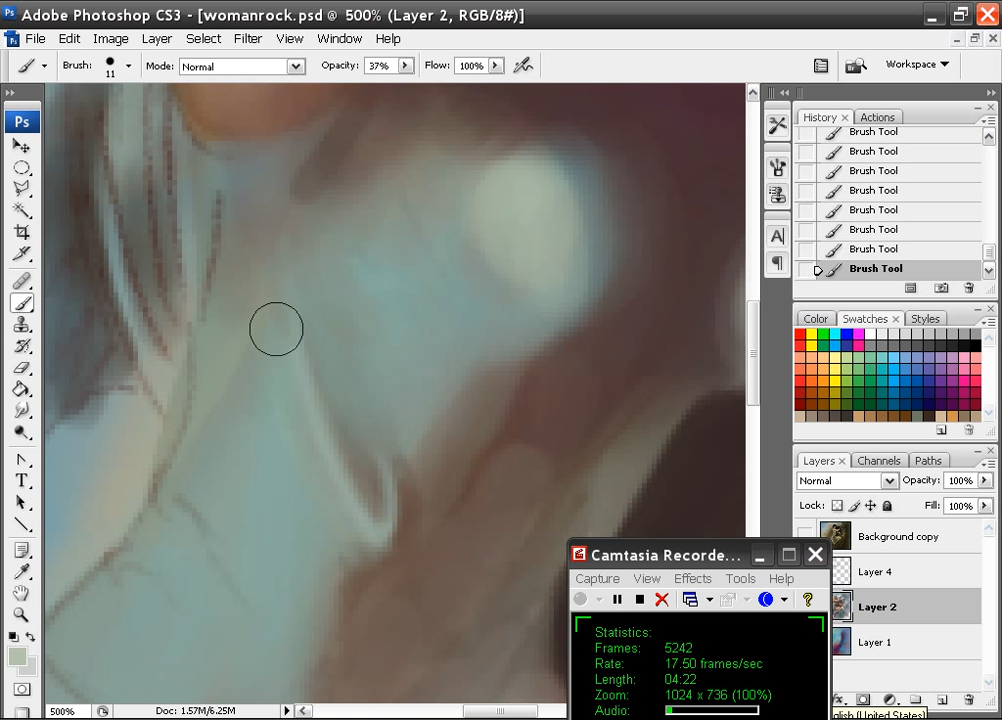 Adobe Photoshop CS3 - [womanrock.psd @ 500% (Layer 2, RGB/8#)]
File Edit Image Layer Select Filter View Window Help
Brush: 11 Mode: Normal Opacity: 37% Flow: 100% Workspace
Ps
History Actions
Brush Tool
Brush Tool
Brush Tool
Brush Tool
Brush Tool
Brush Tool
Brush Tool
Brush Tool
Color Swatches Styles
Layers Channels Paths
Normal Opacity: 100%
Lock: Fill: 100%
Background copy
Layer 4
Layer 2
Layer 1
Camtasia Recorde...
Capture View Effects Tools Help
Statistics:
Frames: 5242
Rate: 17.50 frames/sec
Length: 04:22
Zoom: 1024 x 736 (100%)
Audio:
500% Doc: 1.57M/6.25M
glish (United States)